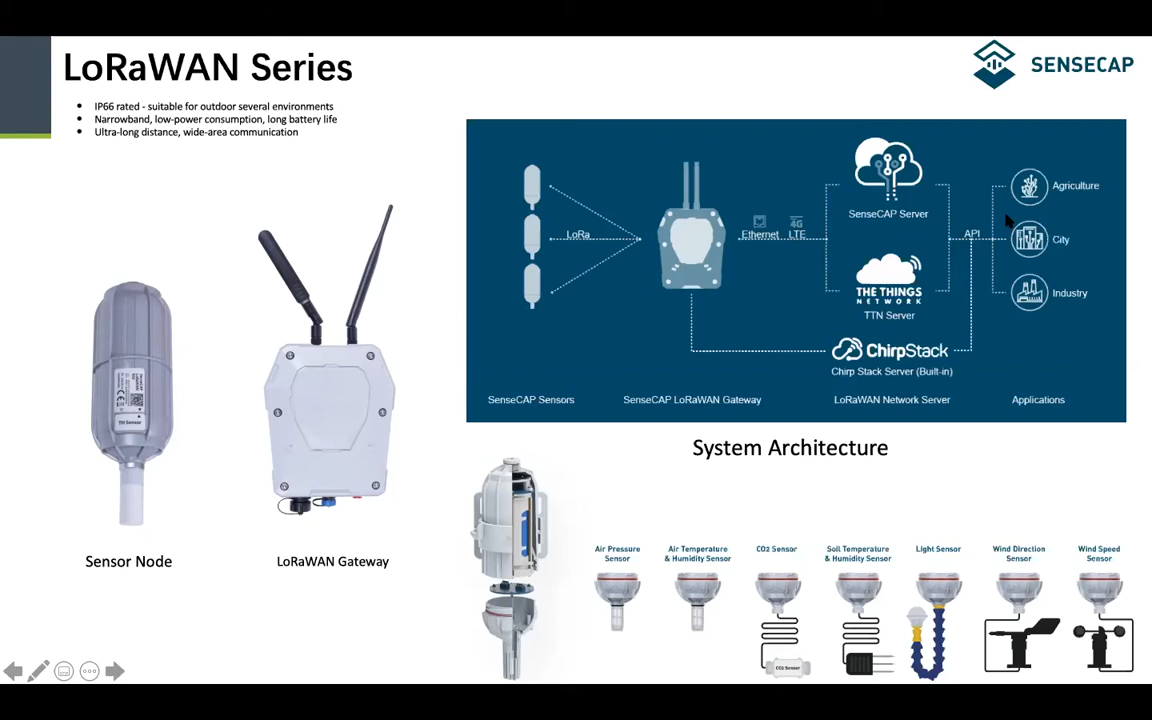 LoRaWAN Series
SENSECAP
IP66 rated - suitable for outdoor several environments
Narrowband, low-power consumption, long battery life
Ultra-long distance, wide-area communication
LoRa
Ethernet
4G
LTE
SenseCAP Server
THE THINGS
NETWORK
TTN Server
ChirpStack
Chirp Stack Server (Built-in)
API
Agriculture
City
Industry
SenseCAP Sensors
SenseCAP LoRaWAN Gateway
LoRaWAN Network Server
Applications
System Architecture
TH Sensor
Sensor Node
LoRaWAN Gateway
Air Pressure
Sensor
Air Temperature
& Humidity Sensor
CO2 Sensor
Soil Temperature
& Humidity Sensor
Light Sensor
Wind Direction
Sensor
Wind Speed
Sensor
CO2 Sensor